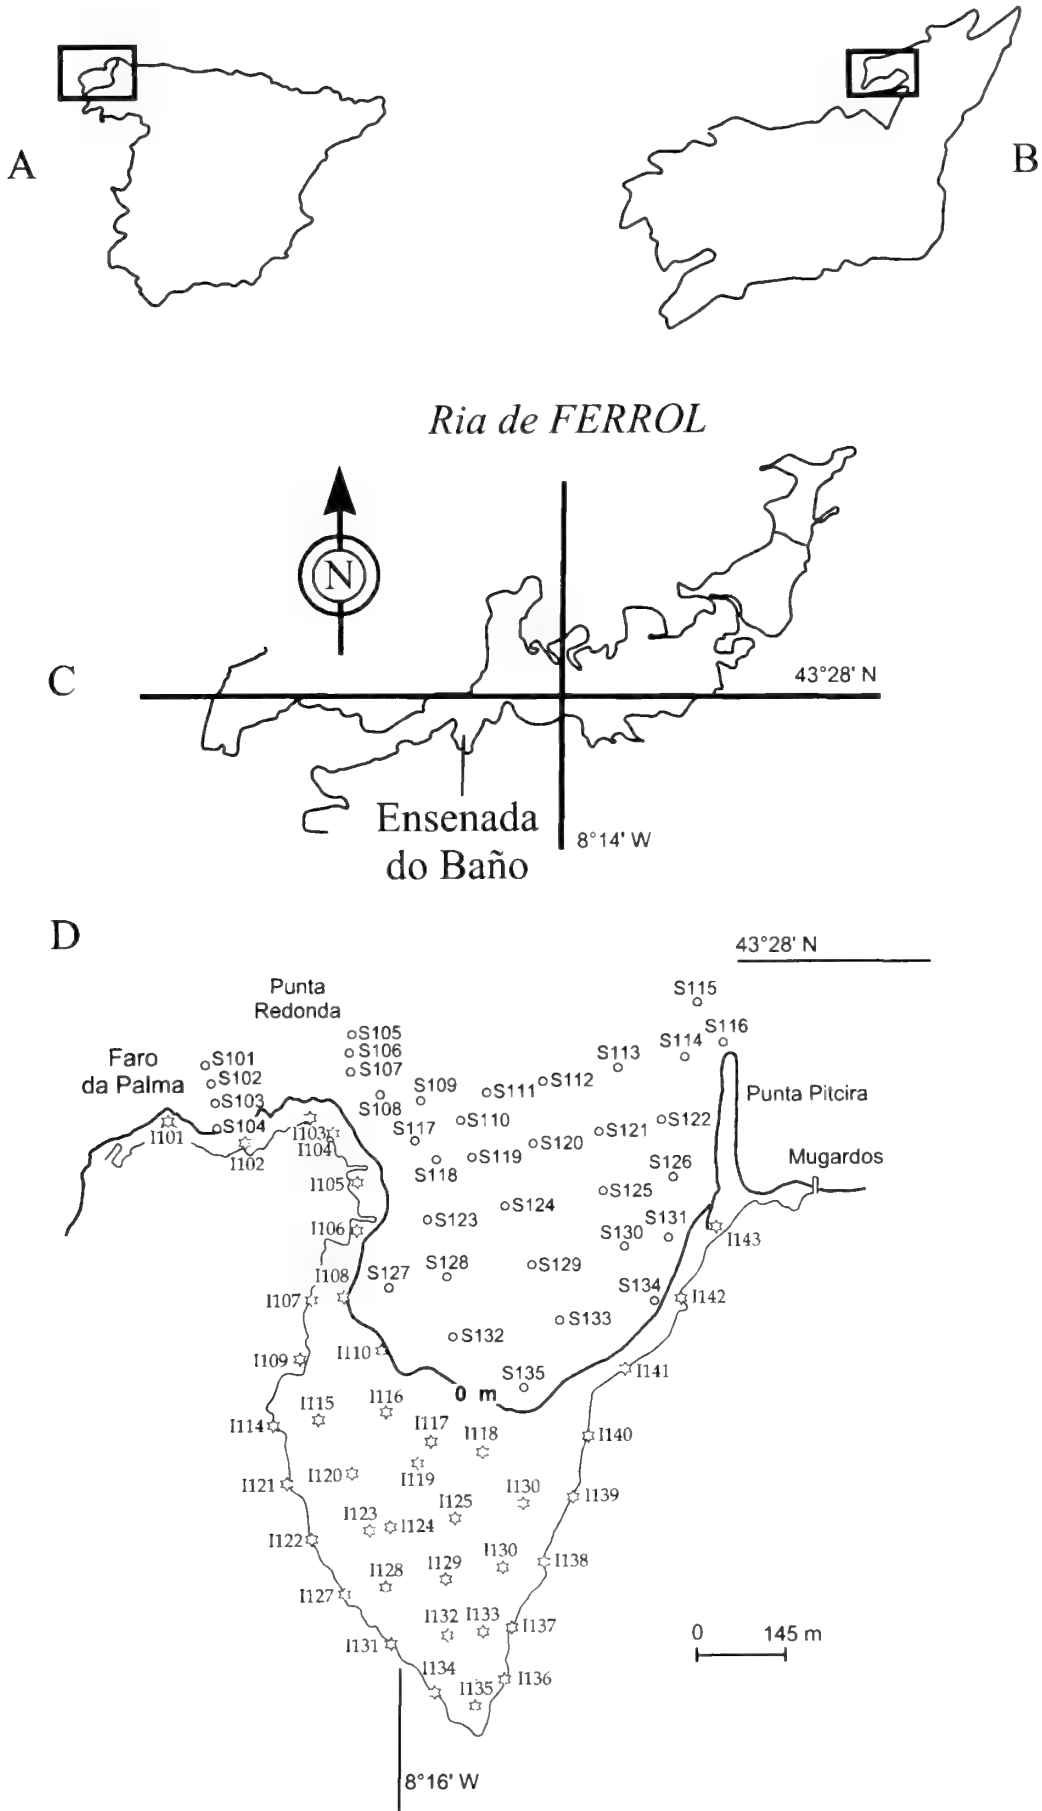 A
B
Ria de FERROL
N
C
43°28' N
Ensenada
do Baño
8°14' W
D
43°28' N
Punta
Redonda
Faro
da Palma
S115
S116
S114
S113
S105
S106
S107
S101
S102
S103
S104
S108
S109
S110
S111
S112
Punta Pitcira
S117
S118
S119
S120
S121
S122
Mugardos
I101
I102
I103
I104
I105
I106
S123
S124
S125
S126
S130
S131
I143
I108
I107
S127
S128
S129
S134
I142
S133
S132
I109
I110
S135
I141
0 m
I114
I115
I116
I117
I118
I140
I119
I120
I121
I130
I139
I122
I123
I124
I125
I127
I128
I129
I130
I138
I131
I132
I133
I137
I134
I135
I136
0 145 m
8°16' W